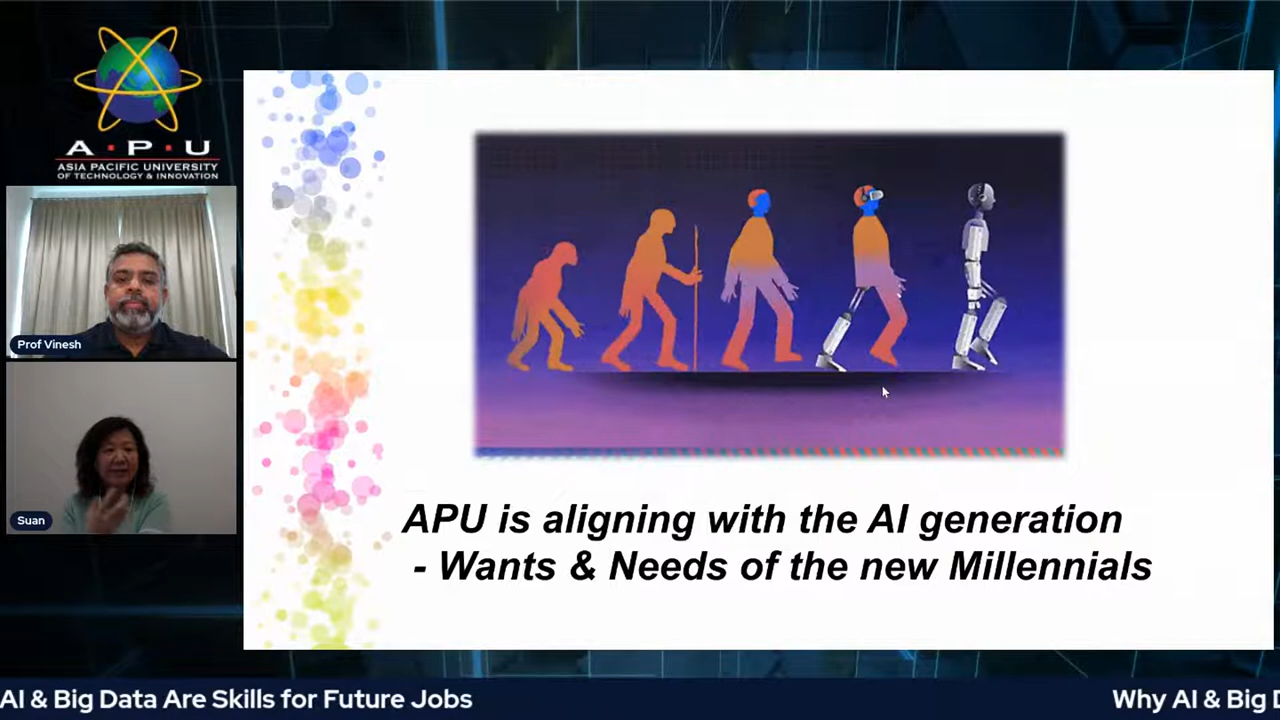 A·P·U
ASIA PACIFIC UNIVERSITY
OF TECHNOLOGY & INNOVATION
Prof Vinesh
Suan
APU is aligning with the AI generation
- Wants & Needs of the new Millennials
AI & Big Data Are Skills for Future Jobs
Why AI & Big